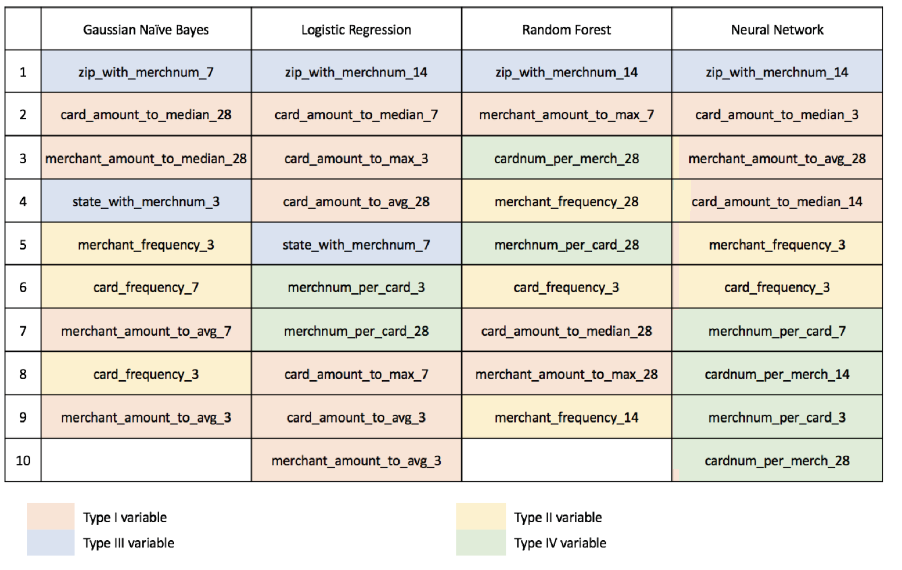 Gaussian Naïve Bayes Logistic Regression Random Forest Neural Network
1 zip_with_merchnum_7 zip_with_merchnum_14 zip_with_merchnum_14 zip_with_merchnum_14
2 card_amount_to_median_28 card_amount_to_median_7 merchant_amount_to_max_7 card_amount_to_median_3
3 merchant_amount_to_median_28 card_amount_to_max_3 cardnum_per_merch_28 merchant_amount_to_avg_28
4 state_with_merchnum_3 card_amount_to_avg_28 merchant_frequency_28 card_amount_to_median_14
5 merchant_frequency_3 state_with_merchnum_7 merchnum_per_card_28 merchant_frequency_3
6 card_frequency_7 merchnum_per_card_3 card_frequency_3 card_frequency_3
7 merchant_amount_to_avg_7 merchnum_per_card_28 card_amount_to_median_28 merchnum_per_card_7
8 card_frequency_3 card_amount_to_max_7 merchant_amount_to_max_28 cardnum_per_merch_14
9 merchant_amount_to_avg_3 card_amount_to_avg_3 merchant_frequency_14 merchnum_per_card_3
10 merchant_amount_to_avg_3 cardnum_per_merch_28
Type I variable Type II variable
Type III variable Type IV variable